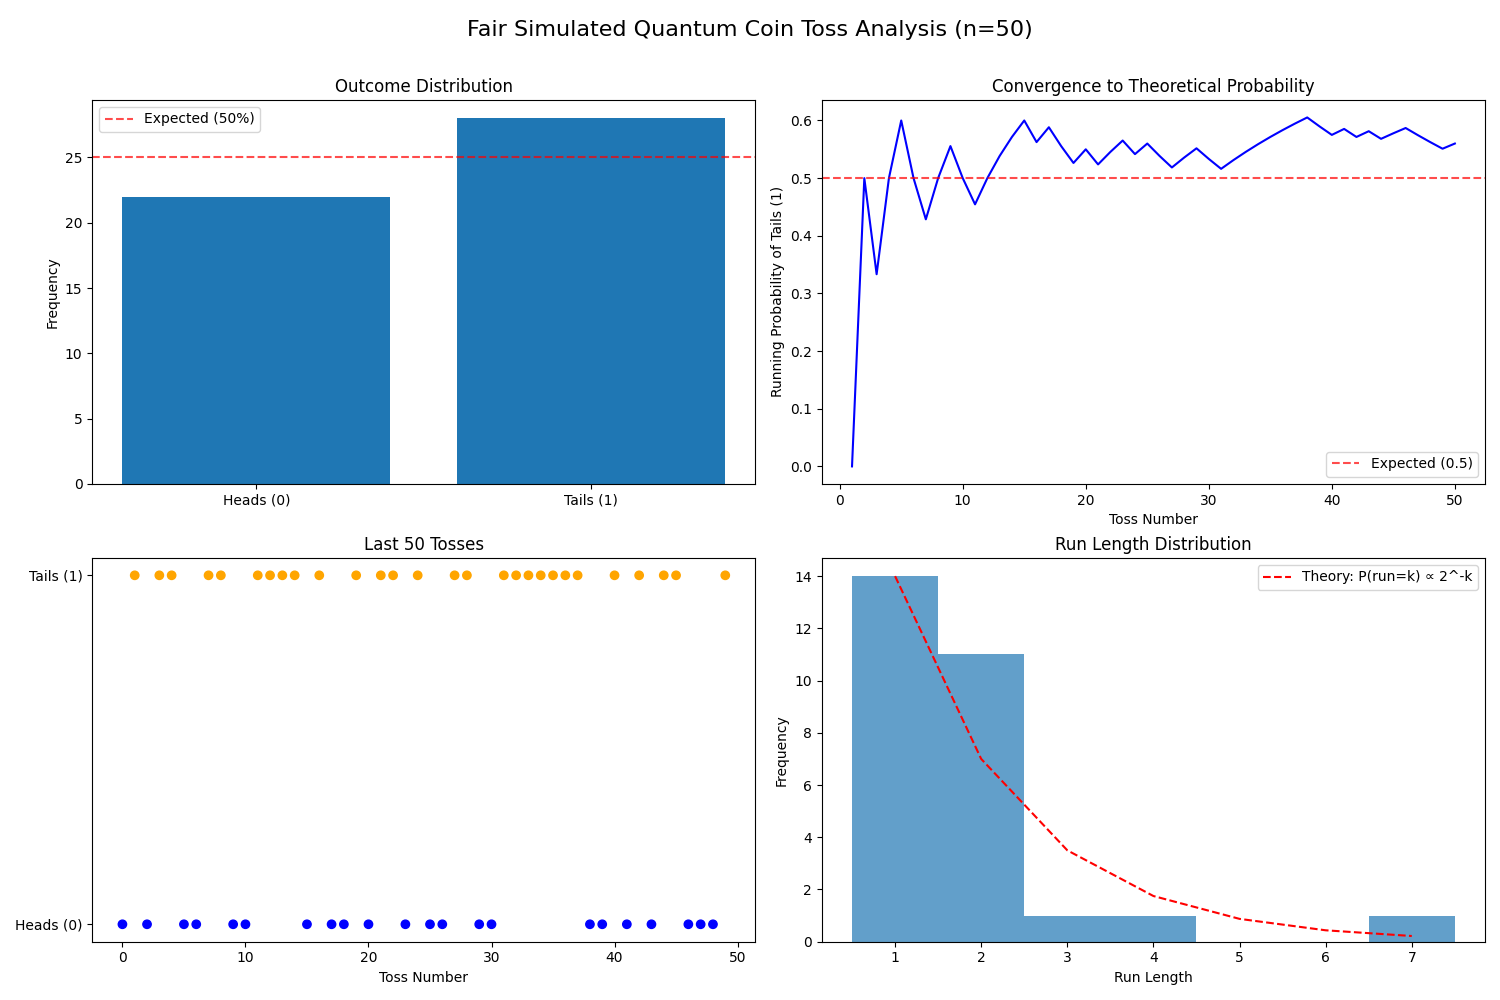 Fair Simulated Quantum Coin Toss Analysis (n=50)
Outcome Distribution
Expected (50%)
Frequency
25
20
15
10
5
0
Heads (0)
Tails (1)
Convergence to Theoretical Probability
Running Probability of Tails (1)
0.6
0.5
0.4
0.3
0.2
0.1
0.0
Expected (0.5)
0
10
20
30
40
50
Toss Number
Last 50 Tosses
Tails (1)
Heads (0)
0
10
20
30
40
50
Toss Number
Run Length Distribution
Theory: P(run=k) ∝ 2^-k
Frequency
14
12
10
8
6
4
2
0
1
2
3
4
5
6
7
Run Length